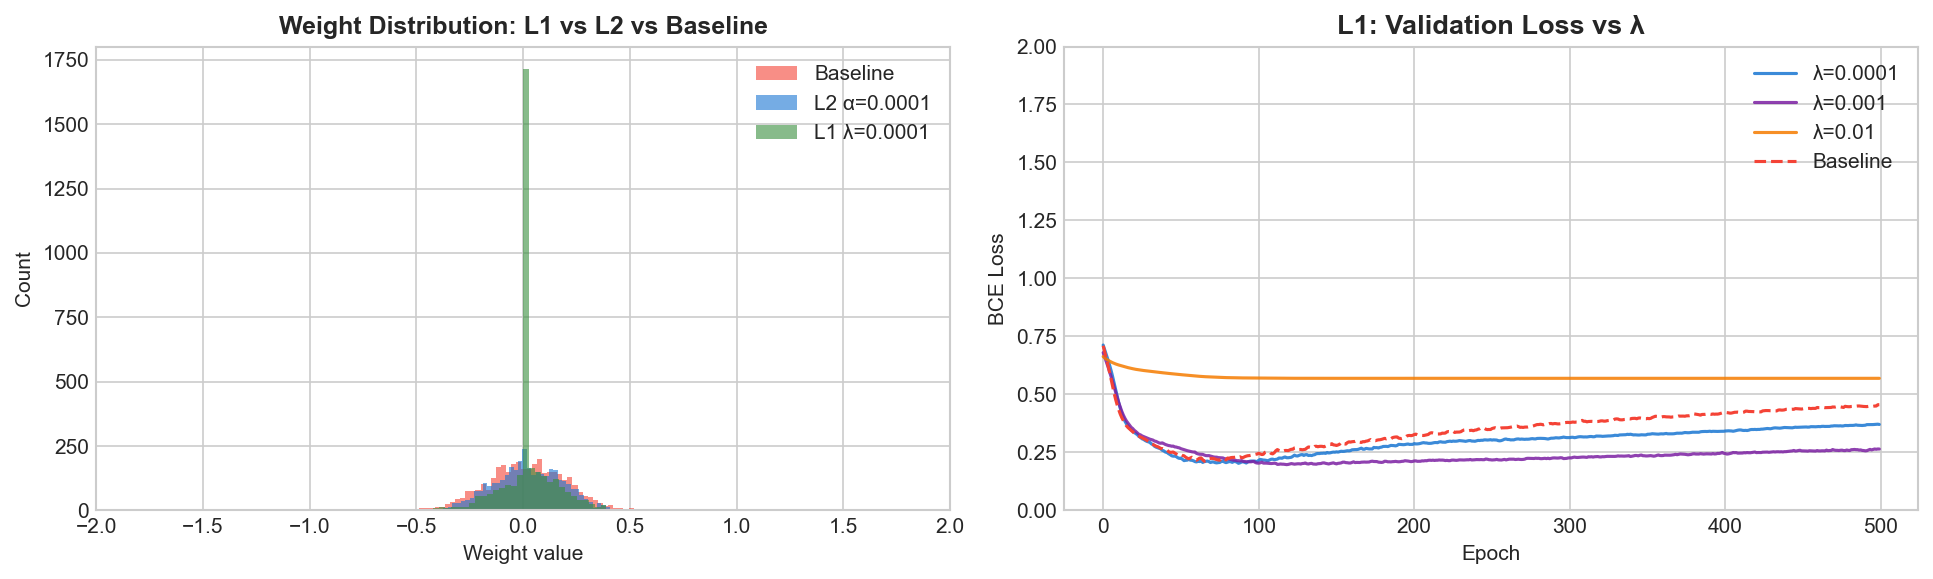 Weight Distribution: L1 vs L2 vs Baseline
1750
1500
1250
1000
750
500
250
0
Count
−2.0 −1.5 −1.0 −0.5 0.0 0.5 1.0 1.5 2.0
Weight value
Baseline
L2 α=0.0001
L1 λ=0.0001
L1: Validation Loss vs λ
2.00
1.75
1.50
1.25
1.00
0.75
0.50
0.25
0.00
BCE Loss
0 100 200 300 400 500
Epoch
λ=0.0001
λ=0.001
λ=0.01
Baseline